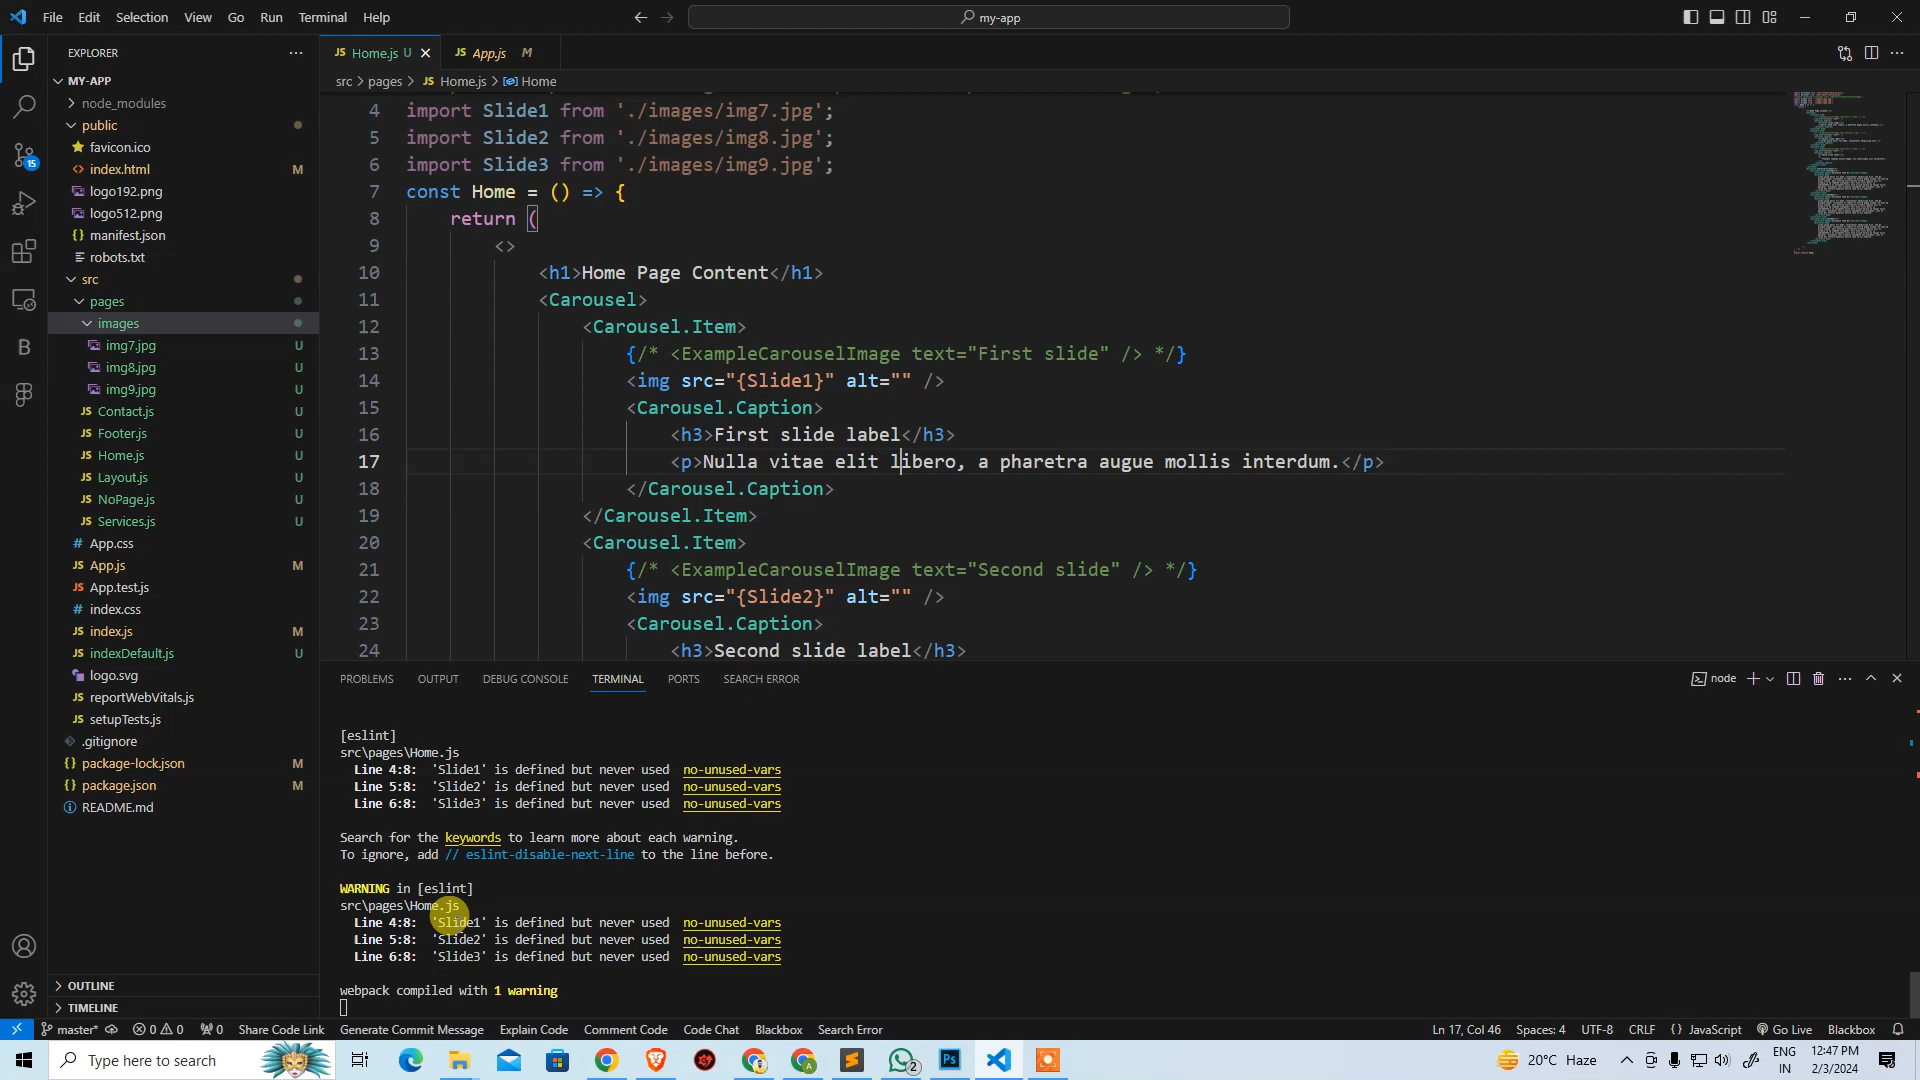 File Edit Selection View Go Run Terminal Help
my-app
EXPLORER
Home.js U
App.js M
src > pages > JS Home.js > Home
MY-APP
node_modules
public
favicon.ico
index.html M
logo192.png
logo512.png
manifest.json
robots.txt
src
pages
images
img7.jpg U
img8.jpg U
img9.jpg U
JS Contact.js U
JS Footer.js U
JS Home.js U
JS Layout.js U
JS NoPage.js U
JS Services.js U
# App.css
JS App.js M
JS App.test.js
# index.css
JS index.js M
JS indexDefault.js U
logo.svg
JS reportWebVitals.js
JS setupTests.js
.gitignore
{} package-lock.json M
{} package.json M
README.md
OUTLINE
TIMELINE
15
4 import Slide1 from './images/img7.jpg';
5 import Slide2 from './images/img8.jpg';
6 import Slide3 from './images/img9.jpg';
7 const Home = () => {
8 return (
9 <>
10 <h1>Home Page Content</h1>
11 <Carousel>
12 <Carousel.Item>
13 {/* <ExampleCarouselImage text="First slide" /> */}
14 <img src="{Slide1}" alt="" />
15 <Carousel.Caption>
16 <h3>First slide label</h3>
17 <p>Nulla vitae elit libero, a pharetra augue mollis interdum.</p>
18 </Carousel.Caption>
19 </Carousel.Item>
20 <Carousel.Item>
21 {/* <ExampleCarouselImage text="Second slide" /> */}
22 <img src="{Slide2}" alt="" />
23 <Carousel.Caption>
24 <h3>Second slide label</h3>
PROBLEMS OUTPUT DEBUG CONSOLE TERMINAL PORTS SEARCH ERROR
node
[eslint]
src\pages\Home.js
Line 4:8: 'Slide1' is defined but never used no-unused-vars
Line 5:8: 'Slide2' is defined but never used no-unused-vars
Line 6:8: 'Slide3' is defined but never used no-unused-vars
Search for the keywords to learn more about each warning.
To ignore, add // eslint-disable-next-line to the line before.
WARNING in [eslint]
src\pages\Home.js
Line 4:8: 'Slide1' is defined but never used no-unused-vars
Line 5:8: 'Slide2' is defined but never used no-unused-vars
Line 6:8: 'Slide3' is defined but never used no-unused-vars
webpack compiled with 1 warning
master* 0 0 0 Share Code Link Generate Commit Message Explain Code Comment Code Code Chat Blackbox Search Error
Ln 17, Col 46 Spaces: 4 UTF-8 CRLF {} JavaScript Go Live Blackbox
Type here to search
2
Ps
20°C Haze
ENG
IN
12:47 PM
2/3/2024